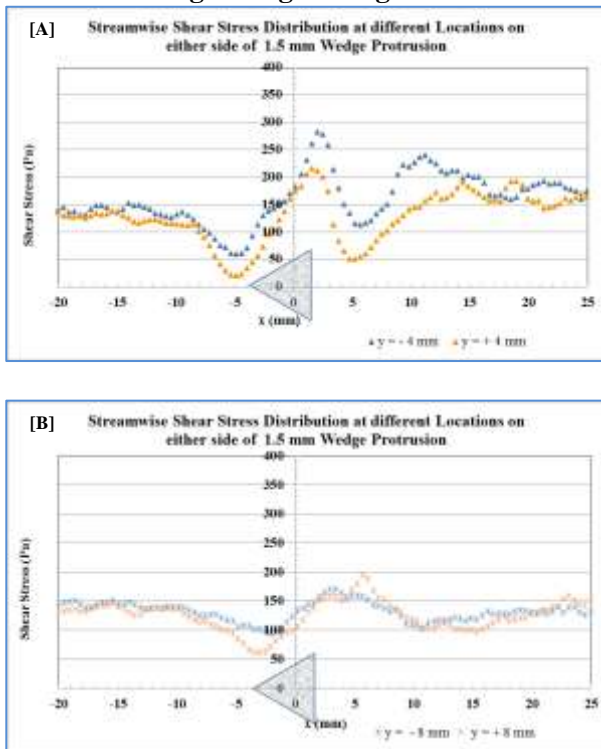 [A] Streamwise Shear Stress Distribution at different Locations on
either side of 1.5 mm Wedge Protrusion
400
350
300
250
200
150
100
50
0
Shear Stress (Pa)
-20 -15 -10 -5 0 5 10 15 20 25
x (mm)
y = - 4 mm y = + 4 mm
[B] Streamwise Shear Stress Distribution at different Locations on
either side of 1.5 mm Wedge Protrusion
400
350
300
250
200
150
100
50
0
Shear Stress (Pa)
-20 -15 -10 -5 0 5 10 15 20 25
x (mm)
y = - 8 mm y = + 8 mm